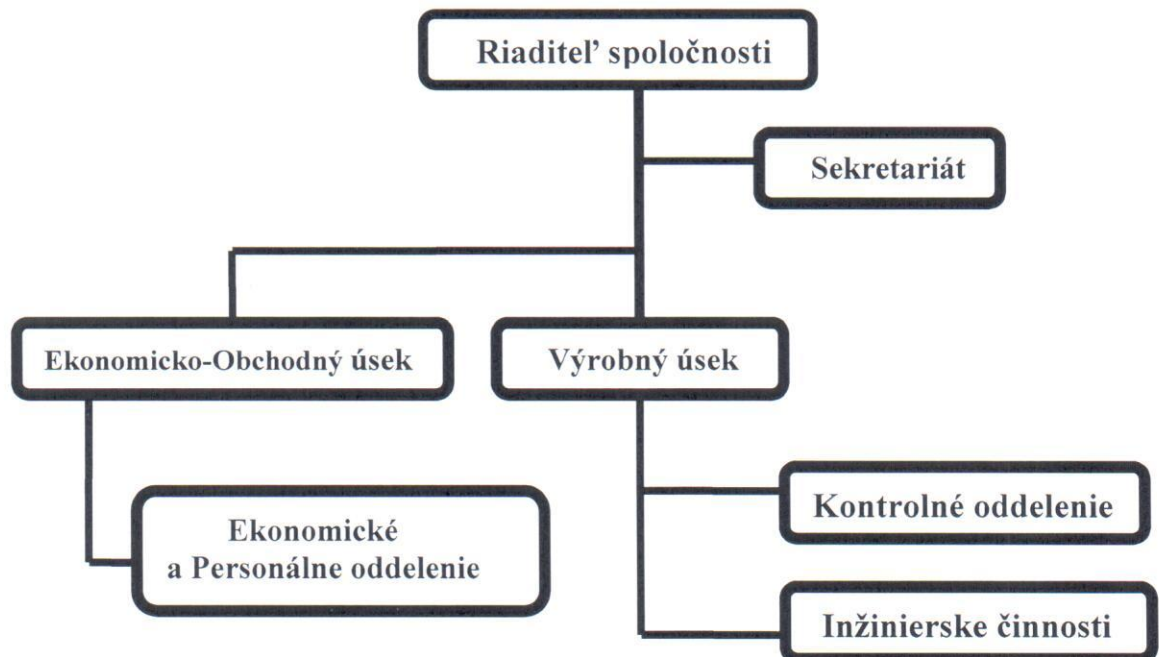 Riaditeľ spoločnosti
Sekretariát
Ekonomicko-Obchodný úsek
Výrobný úsek
Ekonomické
a Personálne oddelenie
Kontrolné oddelenie
Inžinierske činnosti